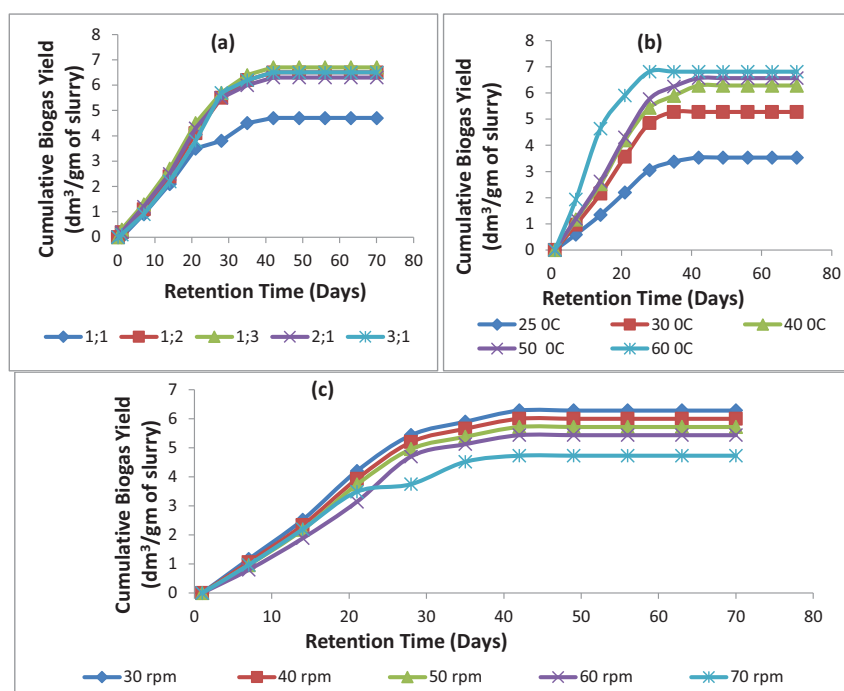 (a)
Cumulative Biogas Yield
(dm³/gm of slurry)
8
7
6
5
4
3
2
1
0
0 10 20 30 40 50 60 70 80
Retention Time (Days)
1;1 1;2 1;3 2;1 3;1
(b)
Cumulative Biogas Yield
(dm³/gm of slurry)
8
7
6
5
4
3
2
1
0
0 20 40 60 80
Retention Time (Days)
25 0C 30 0C 40 0C
50 0C 60 0C
(c)
Cumulative Biogas Yield
(dm³/gm of slurry)
7
6
5
4
3
2
1
0
0 10 20 30 40 50 60 70 80
Retention Time (Days)
30 rpm 40 rpm 50 rpm 60 rpm 70 rpm